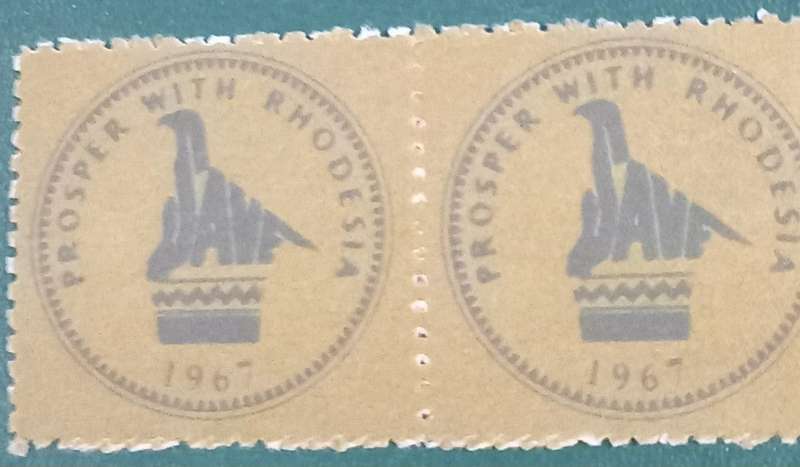 PROSPER WITH RHODESIA
1967
PROSPER WITH RHODESIA
1967